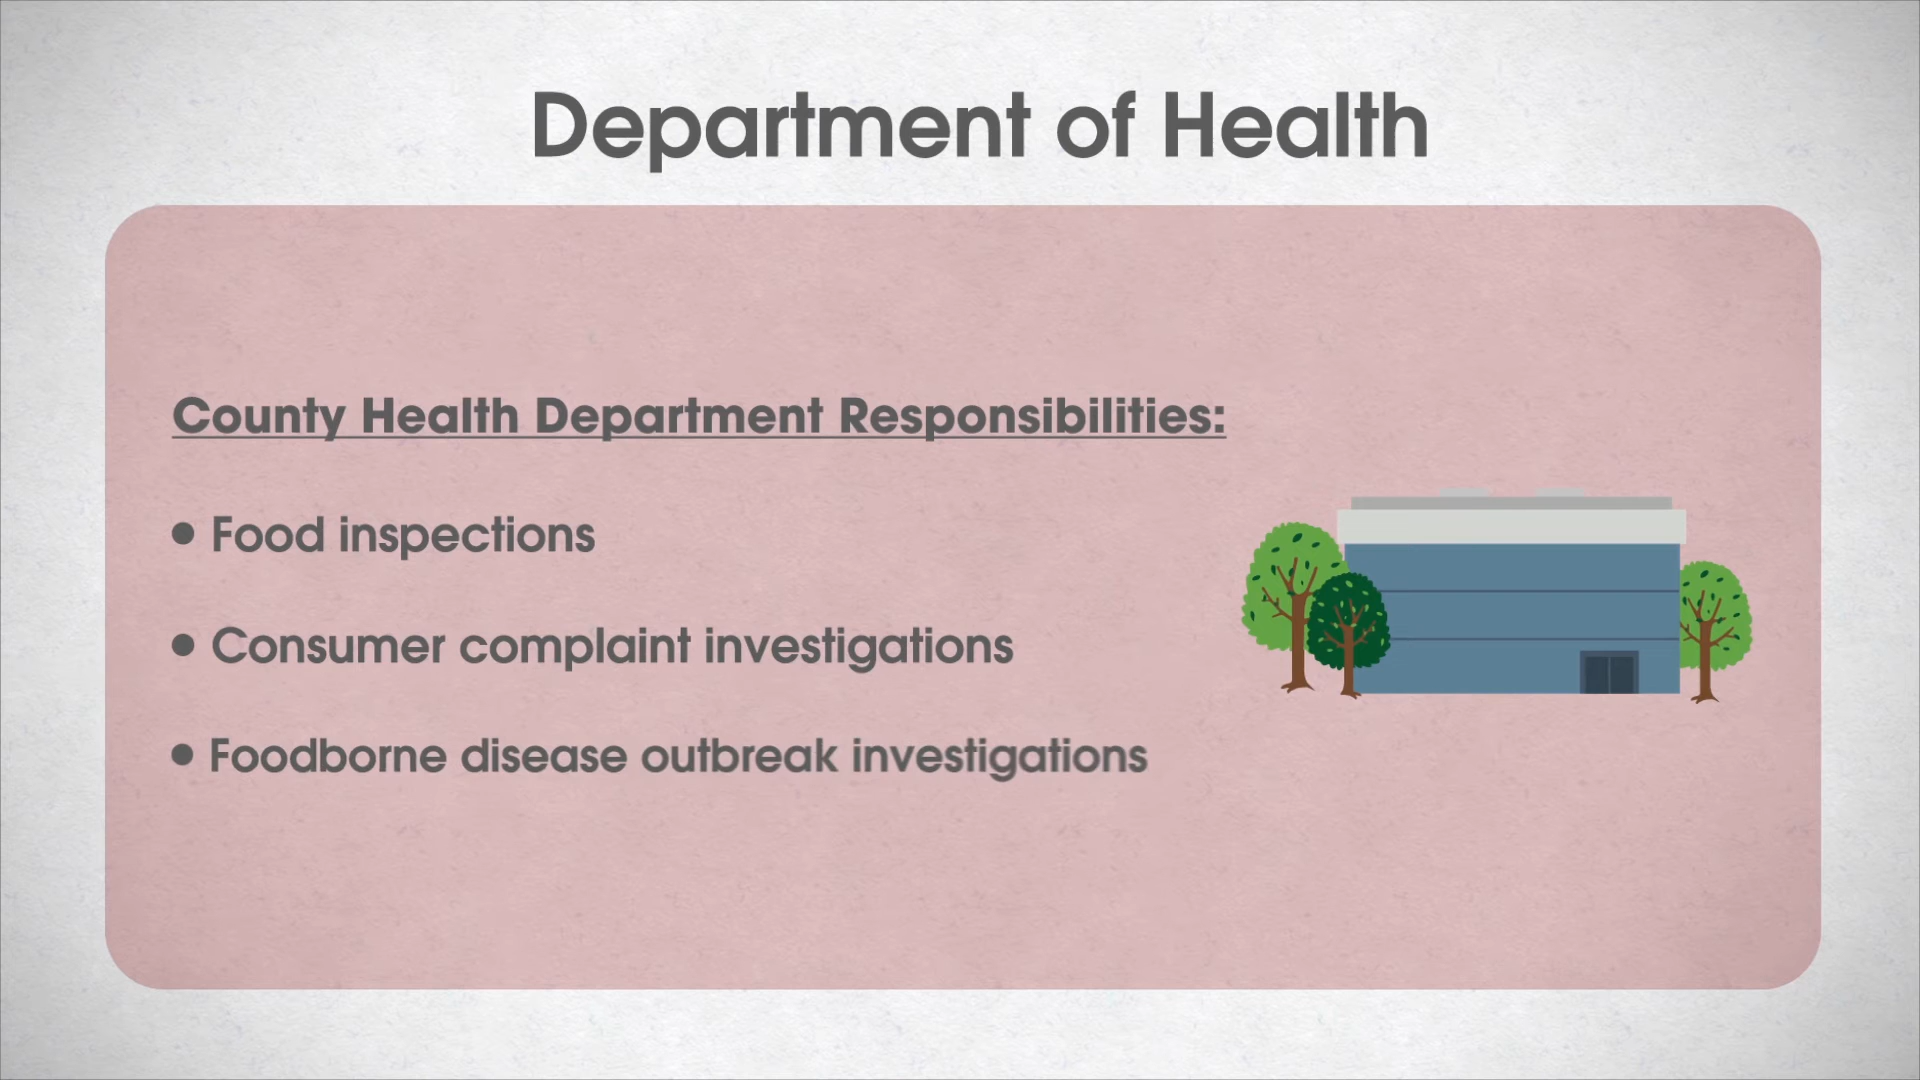 Department of Health
County Health Department Responsibilities:
• Food inspections
• Consumer complaint investigations
• Foodborne disease outbreak investigations